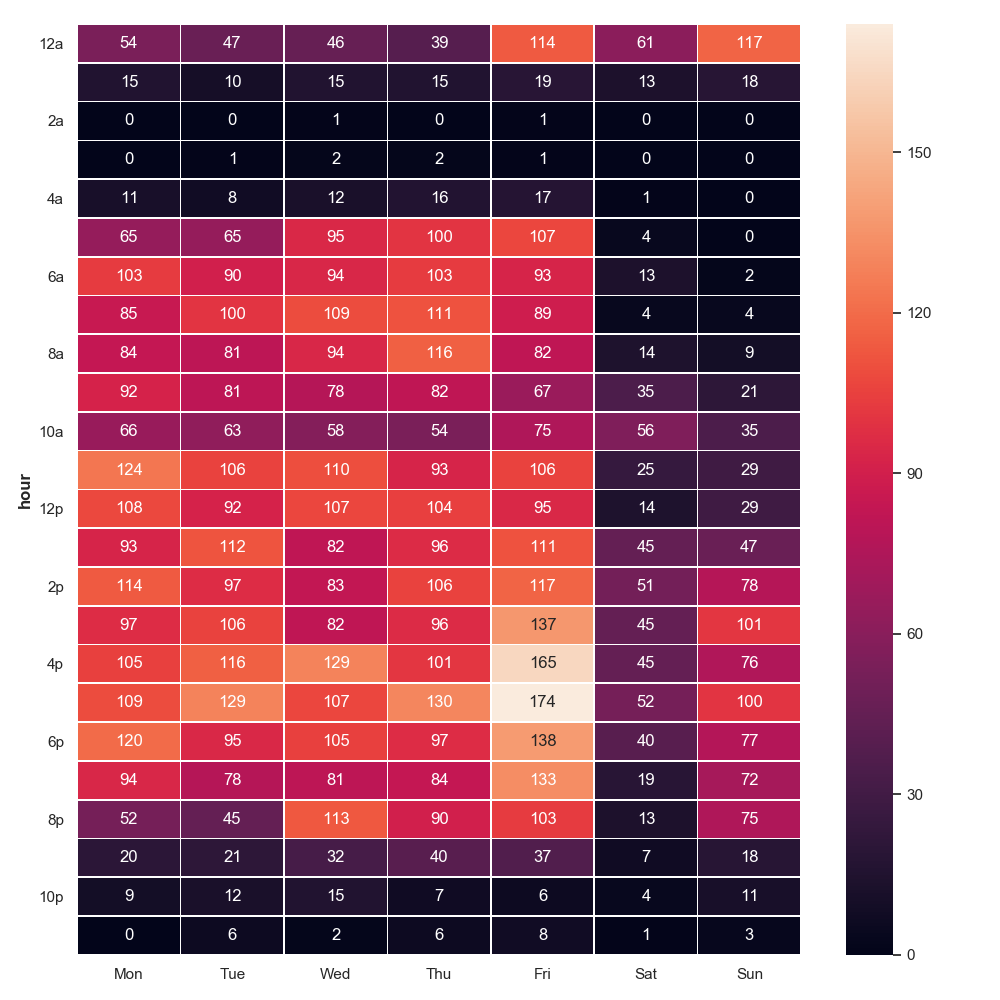 12a 54 47 46 39 114 61 117
15 10 15 15 19 13 18
2a 0 0 1 0 1 0 0
0 1 2 2 1 0 0
4a 11 8 12 16 17 1 0
65 65 95 100 107 4 0
6a 103 90 94 103 93 13 2
85 100 109 111 89 4 4
8a 84 81 94 116 82 14 9
92 81 78 82 67 35 21
10a 66 63 58 54 75 56 35
124 106 110 93 106 25 29
12p 108 92 107 104 95 14 29
93 112 82 96 111 45 47
2p 114 97 83 106 117 51 78
97 106 82 96 137 45 101
4p 105 116 129 101 165 45 76
109 129 107 130 174 52 100
6p 120 95 105 97 138 40 77
94 78 81 84 133 19 72
8p 52 45 113 90 103 13 75
20 21 32 40 37 7 18
10p 9 12 15 7 6 4 11
0 6 2 6 8 1 3
Mon Tue Wed Thu Fri Sat Sun
hour
150
120
90
60
30
0